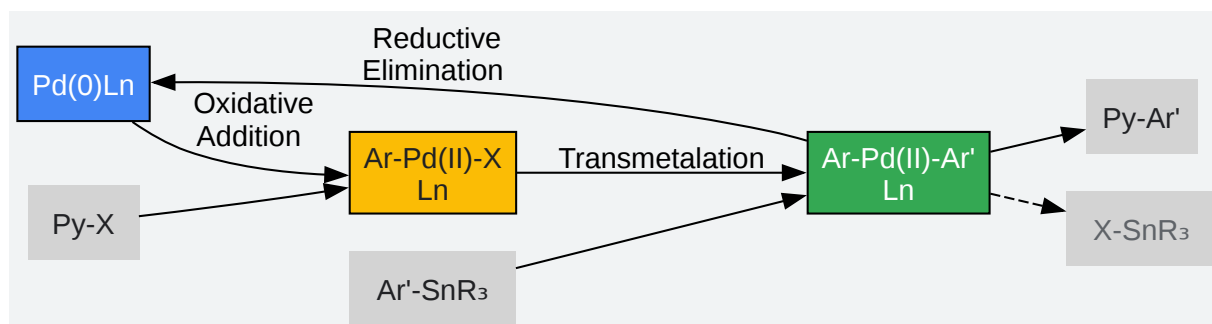 Reductive
Elimination
Pd(0)Ln
Oxidative
Addition
Py-Ar'
Ar-Pd(II)-X
Ln
Transmetalation
Ar-Pd(II)-Ar'
Ln
Py-X
X-SnR₃
Ar'-SnR₃